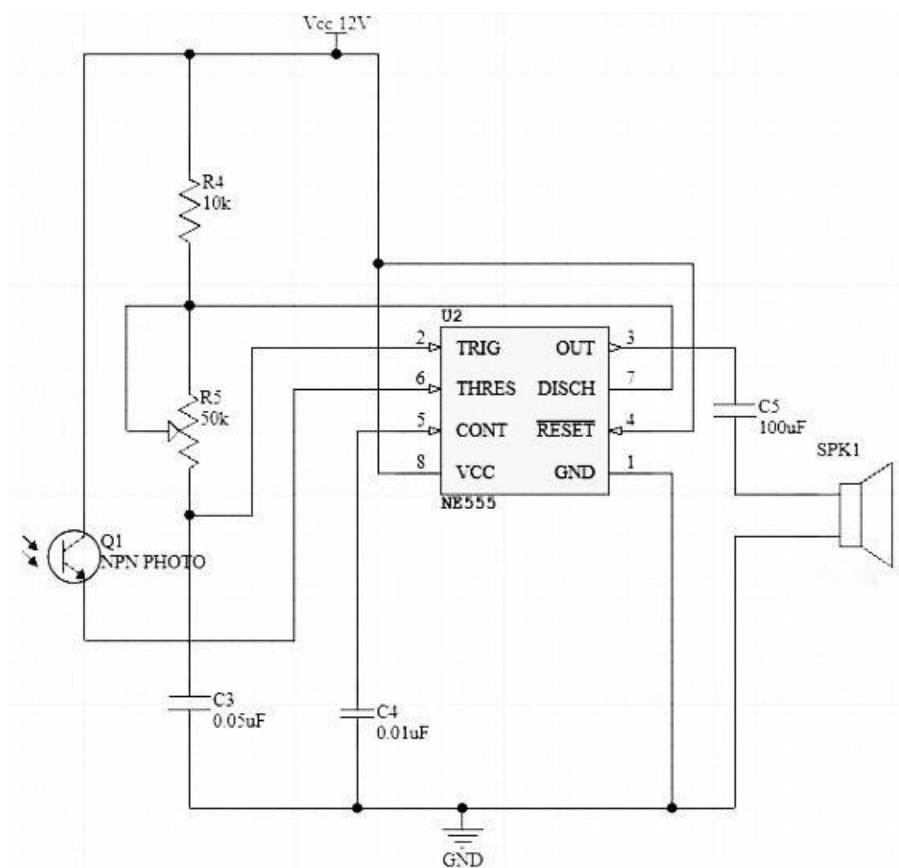 Vcc 12V
R4
10k
U2
2
TRIG
OUT
3
6
THRES
DISCH
7
R5
50k
5
CONT
RESET
4
C5
100uF
8
VCC
GND
1
SPK1
NE555
Q1
NPN PHOTO
C3
0.05uF
C4
0.01uF
GND